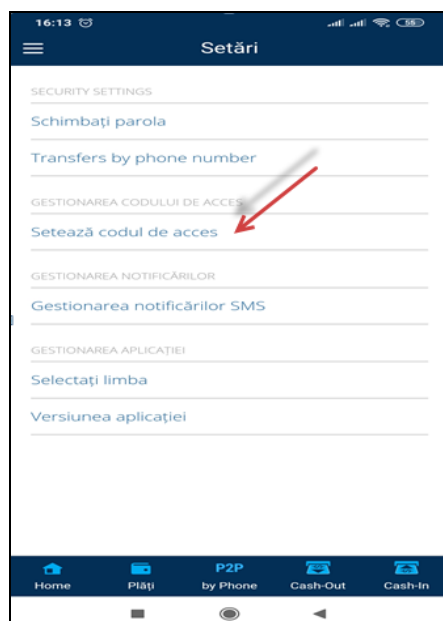 16:13
55
Setări
SECURITY SETTINGS
Schimbați parola
Transfers by phone number
GESTIONAREA CODULUI DE ACCES
Setează codul de acces
GESTIONAREA NOTIFICĂRILOR
Gestionarea notificărilor SMS
GESTIONAREA APLICAȚIEI
Selectați limba
Versiunea aplicației
P2P
Home Plăți by Phone Cash-Out Cash-In